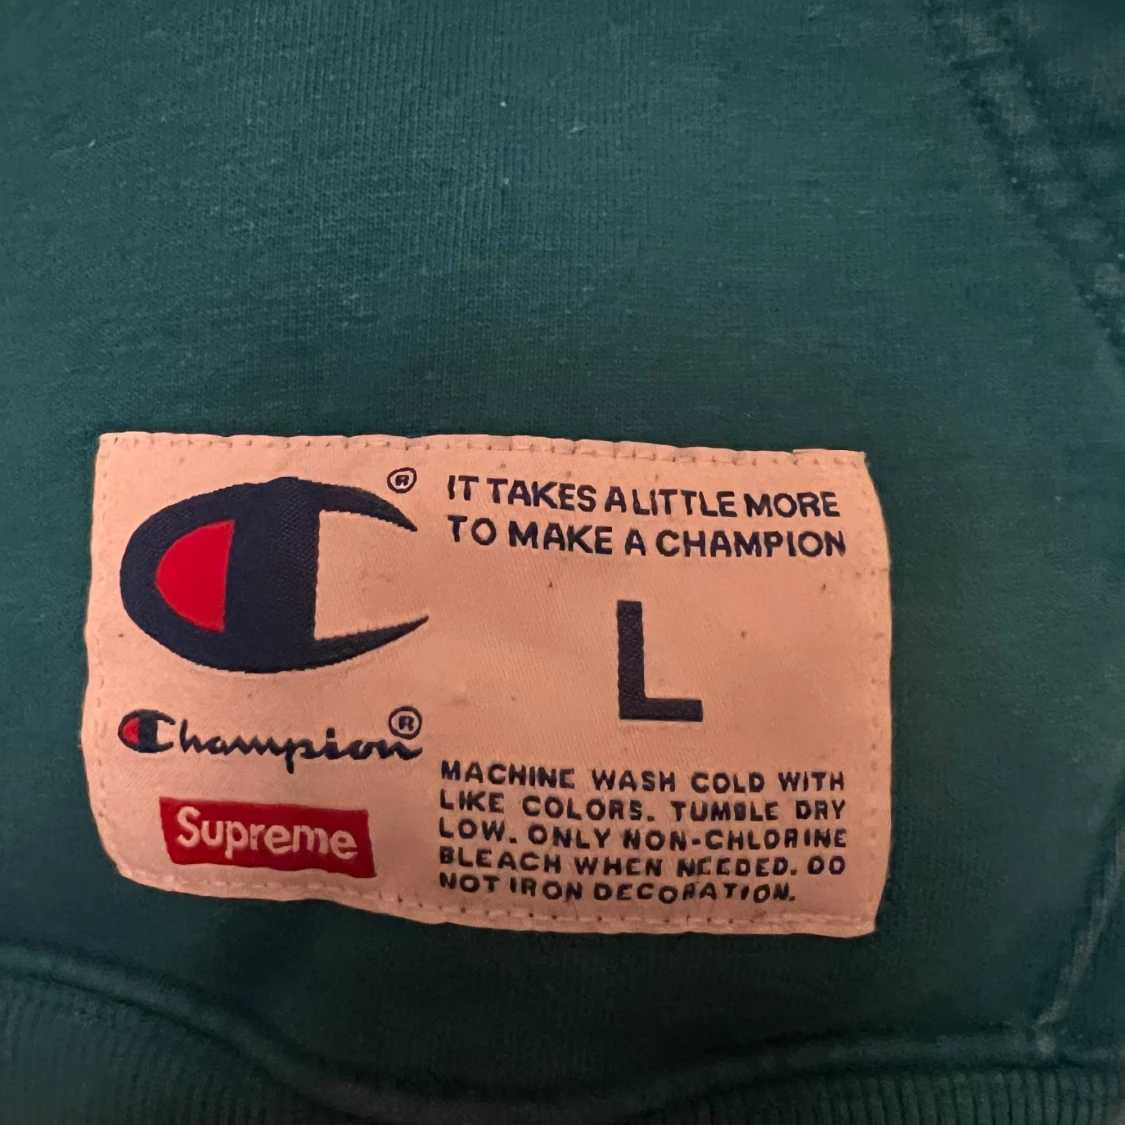 ®
IT TAKES A LITTLE MORE
TO MAKE A CHAMPION
L
Champion®
Supreme
MACHINE WASH COLD WITH
LIKE COLORS. TUMBLE DRY
LOW. ONLY NON-CHLORINE
BLEACH WHEN NEEDED. DO
NOT IRON DECORATION.